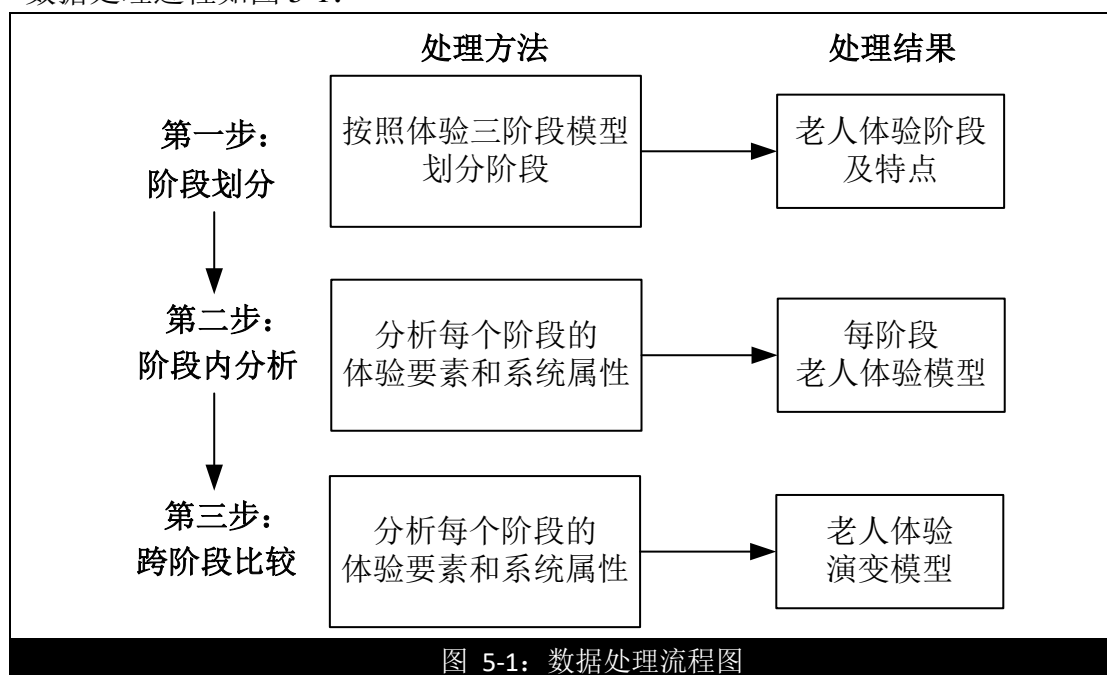 数据处理过程如图 5-1：
处理方法
处理结果
第一步：
阶段划分
按照体验三阶段模型
划分阶段
老人体验阶段
及特点
第二步：
阶段内分析
分析每个阶段的
体验要素和系统属性
每阶段
老人体验模型
第三步：
跨阶段比较
分析每个阶段的
体验要素和系统属性
老人体验
演变模型
图 5-1：数据处理流程图